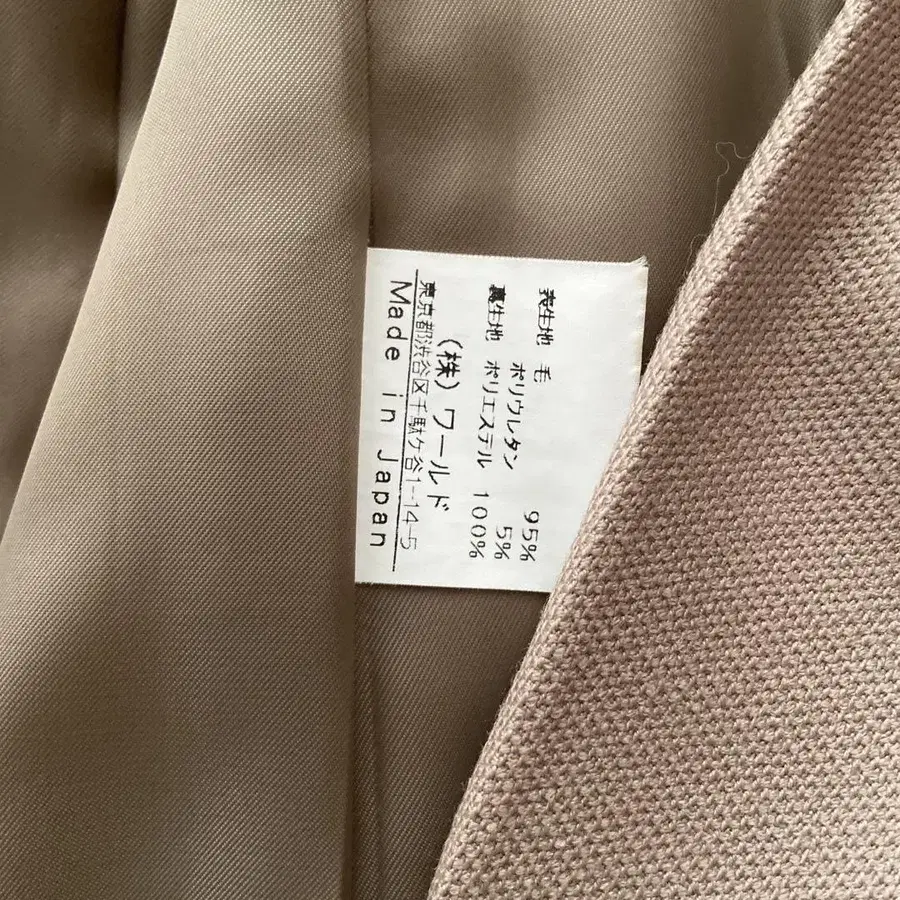 表生地 毛 95%
ポリウレタン 5%
裏生地 ポリエステル 100%
(株)ワールド
東京都渋谷区千駄ケ谷1-14-5
Made in Japan